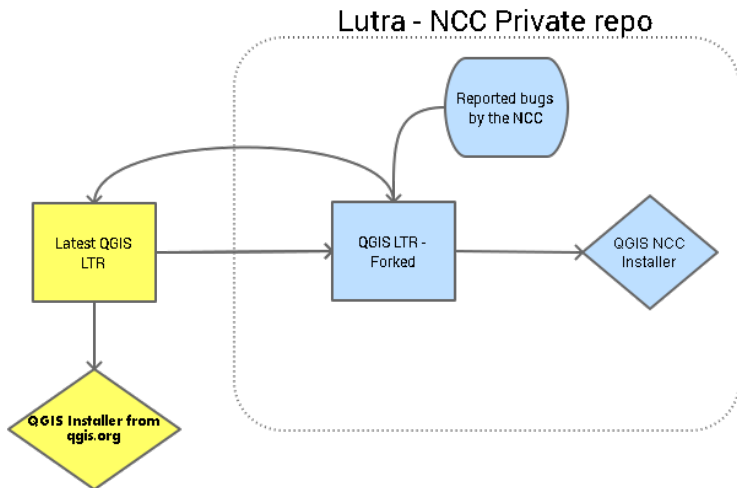 Lutra - NCC Private repo
Reported bugs
by the NCC
Latest QGIS
LTR
QGIS LTR -
Forked
QGIS NCC
Installer
QGIS Installer from
qgis.org